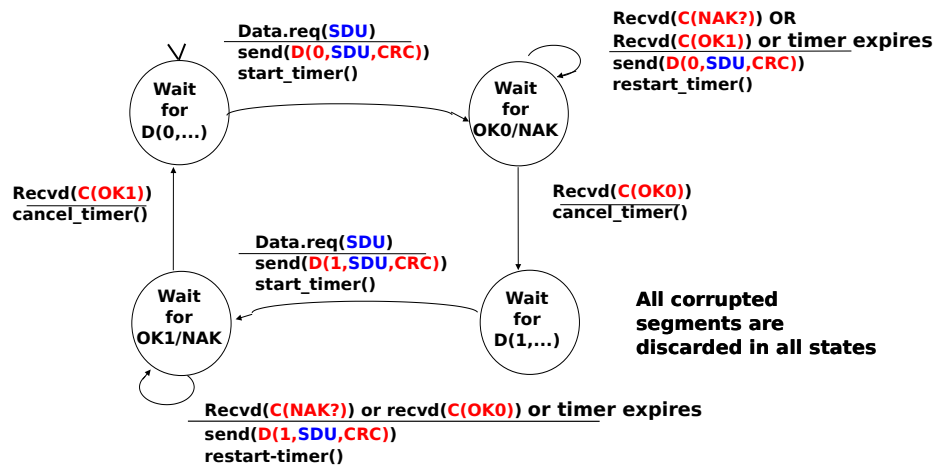 Data.req(SDU)
send(D(0,SDU,CRC))
start_timer()
Recvd(C(NAK?)) OR
Recvd(C(OK1)) or timer expires
send(D(0,SDU,CRC))
restart_timer()
Wait
for
D(0,...)
Wait
for
OK0/NAK
Recvd(C(OK1))
cancel_timer()
Recvd(C(OK0))
cancel_timer()
Data.req(SDU)
send(D(1,SDU,CRC))
start_timer()
Wait
for
OK1/NAK
Wait
for
D(1,...)
All corrupted
segments are
discarded in all states
Recvd(C(NAK?)) or recvd(C(OK0)) or timer expires
send(D(1,SDU,CRC))
restart-timer()